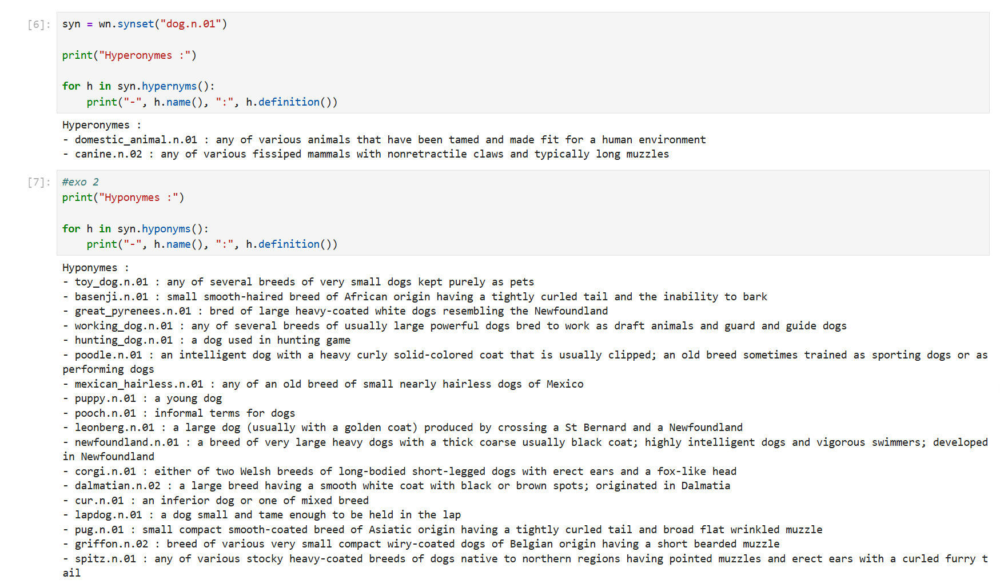 [6]: syn = wn.synset("dog.n.01")
print("Hyperonymes :")
for h in syn.hypernyms():
    print("-", h.name(), ":", h.definition())
Hyperonymes :
- domestic_animal.n.01 : any of various animals that have been tamed and made fit for a human environment
- canine.n.02 : any of various fissiped mammals with nonretractile claws and typically long muzzles
[7]: #exo 2
print("Hyponymes :")
for h in syn.hyponyms():
    print("-", h.name(), ":", h.definition())
Hyponymes :
- toy_dog.n.01 : any of several breeds of very small dogs kept purely as pets
- basenji.n.01 : small smooth-haired breed of African origin having a tightly curled tail and the inability to bark
- great_pyrenees.n.01 : bred of large heavy-coated white dogs resembling the Newfoundland
- working_dog.n.01 : any of several breeds of usually large powerful dogs bred to work as draft animals and guard and guide dogs
- hunting_dog.n.01 : a dog used in hunting game
- poodle.n.01 : an intelligent dog with a heavy curly solid-colored coat that is usually clipped; an old breed sometimes trained as sporting dogs or as
performing dogs
- mexican_hairless.n.01 : any of an old breed of small nearly hairless dogs of Mexico
- puppy.n.01 : a young dog
- pooch.n.01 : informal terms for dogs
- leonberg.n.01 : a large dog (usually with a golden coat) produced by crossing a St Bernard and a Newfoundland
- newfoundland.n.01 : a breed of very large heavy dogs with a thick coarse usually black coat; highly intelligent dogs and vigorous swimmers; developed
in Newfoundland
- corgi.n.01 : either of two Welsh breeds of long-bodied short-legged dogs with erect ears and a fox-like head
- dalmatian.n.02 : a large breed having a smooth white coat with black or brown spots; originated in Dalmatia
- cur.n.01 : an inferior dog or one of mixed breed
- lapdog.n.01 : a dog small and tame enough to be held in the lap
- pug.n.01 : small compact smooth-coated breed of Asiatic origin having a tightly curled tail and broad flat wrinkled muzzle
- griffon.n.02 : breed of various very small compact wiry-coated dogs of Belgian origin having a short bearded muzzle
- spitz.n.01 : any of various stocky heavy-coated breeds of dogs native to northern regions having pointed muzzles and erect ears with a curled furry t
ail